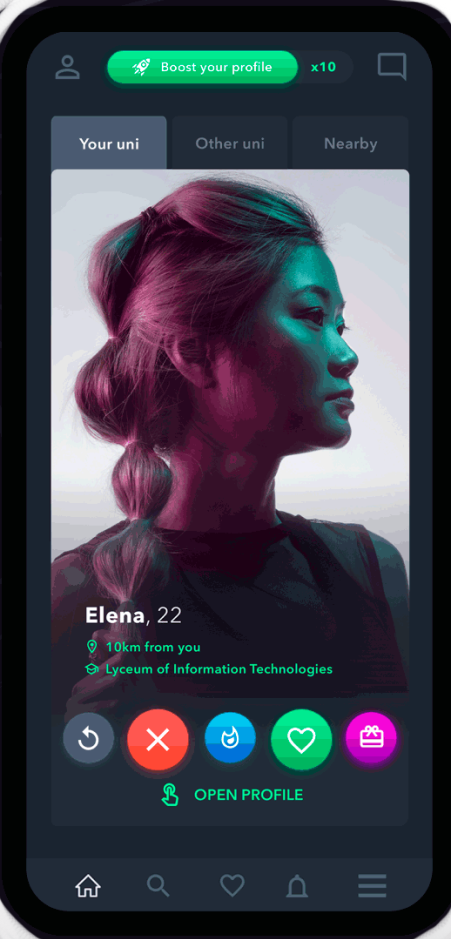 Boost your profile x10
Your uni Other uni Nearby
Elena, 22
10km from you
Lyceum of Information Technologies
OPEN PROFILE